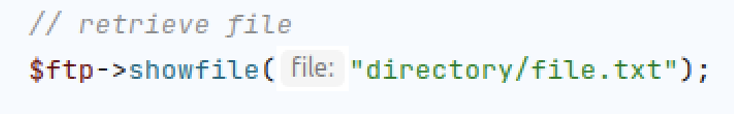 // retrieve file
$ftp->showfile( file: "directory/file.txt");